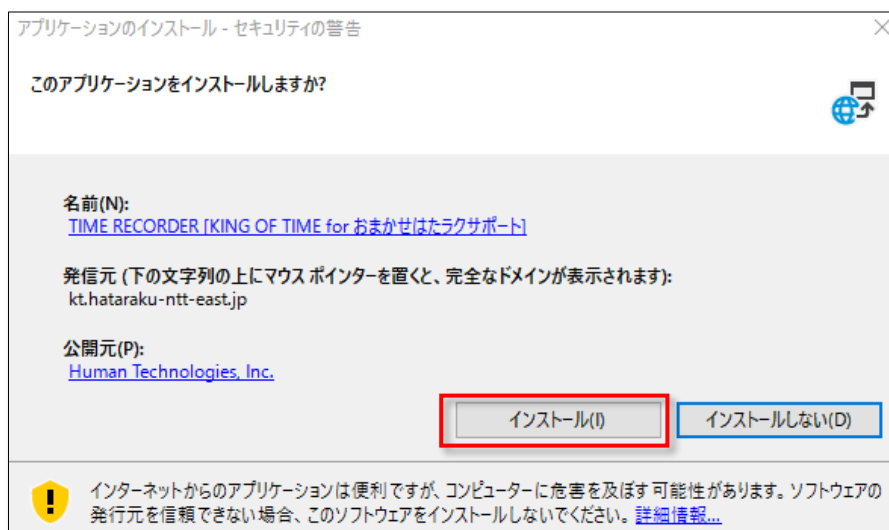 アプリケーションのインストール - セキュリティの警告
このアプリケーションをインストールしますか?
名前(N):
TIME RECORDER [KING OF TIME for おまかせはたラクサポート]
発信元 (下の文字列の上にマウス ポインターを置くと、完全なドメインが表示されます):
kt.hataraku-ntt-east.jp
公開元(P):
Human Technologies, Inc.
インストール(I)
インストールしない(D)
インターネットからのアプリケーションは便利ですが、コンピューターに危害を及ぼす可能性があります。ソフトウェアの
発行元を信頼できない場合、このソフトウェアをインストールしないでください。詳細情報...